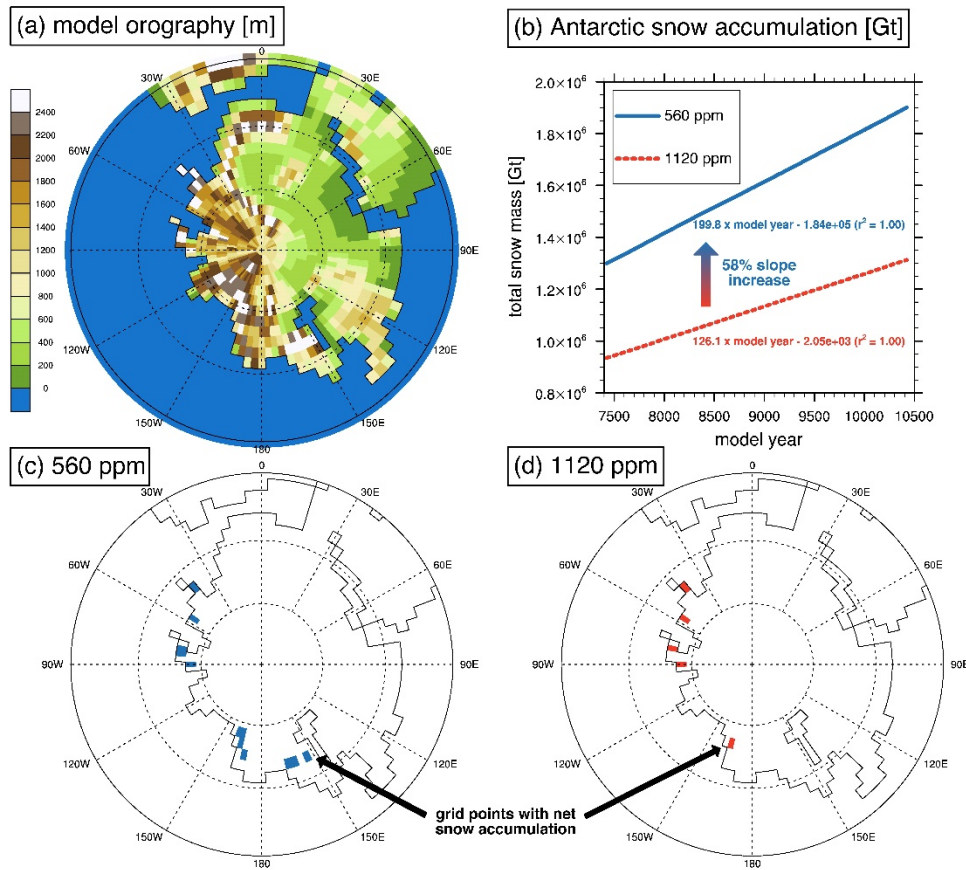 (a) model orography [m]
0
30W
30E
60W
60E
90E
120W
120E
150W
150E
180
2400
2200
2000
1800
1600
1400
1200
1000
800
600
400
200
0
(b) Antarctic snow accumulation [Gt]
total snow mass [Gt]
2.0×10⁶
1.8×10⁶
1.6×10⁶
1.4×10⁶
1.2×10⁶
1.0×10⁶
0.8×10⁶
560 ppm
1120 ppm
199.8 x model year - 1.84e+05 (r² = 1.00)
58% slope
increase
126.1 x model year - 2.05e+03 (r² = 1.00)
7500 8000 8500 9000 9500 10000 10500
model year
(c) 560 ppm
0
30W
30E
60W
60E
90W
90E
120W
120E
150W
150E
180
(d) 1120 ppm
0
30W
30E
60W
60E
90W
90E
120W
120E
150W
150E
180
grid points with net
snow accumulation